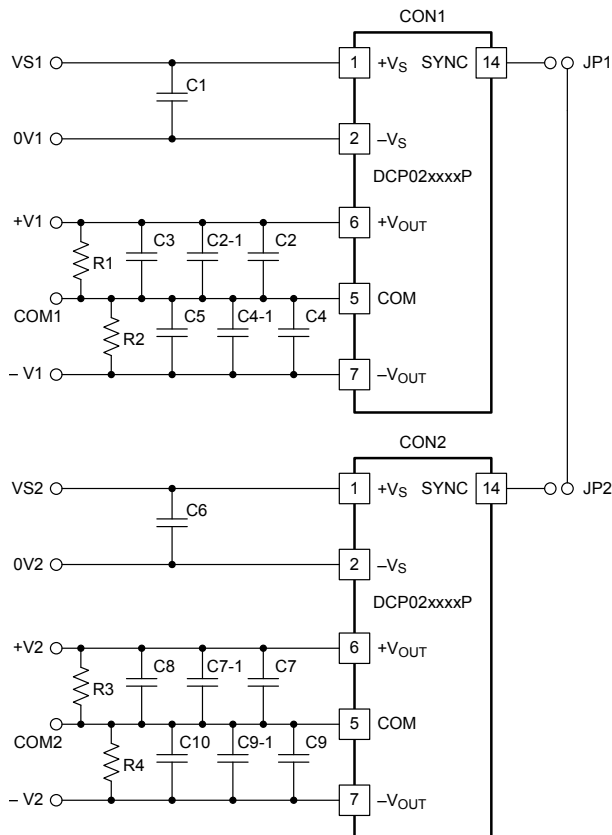 CON1
VS1
1
+VS
SYNC
14
JP1
C1
0V1
2
–VS
DCP02xxxxP
+V1
6
+VOUT
R1
C3
C2-1
C2
COM1
5
COM
R2
C5
C4-1
C4
– V1
7
–VOUT
CON2
VS2
1
+VS
SYNC
14
JP2
C6
0V2
2
–VS
DCP02xxxxP
+V2
6
+VOUT
R3
C8
C7-1
C7
COM2
5
COM
R4
C10
C9-1
C9
– V2
7
–VOUT